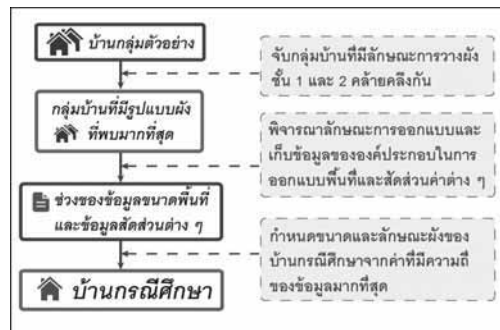 บ้านกลุ่มตัวอย่าง
จับกลุ่มบ้านที่มีลักษณะการวางผัง
ชั้น 1 และ 2 คล้ายคลึงกัน
กลุ่มบ้านที่มีรูปแบบผัง
ที่พบมากที่สุด
พิจารณาลักษณะการออกแบบและ
เก็บข้อมูลขององค์ประกอบในการ
ออกแบบพื้นที่และสัดส่วนค่าต่าง ๆ
ช่วงของข้อมูลขนาดพื้นที่
และข้อมูลสัดส่วนต่าง ๆ
กำหนดขนาดและลักษณะผังของ
บ้านกรณีศึกษาจากค่าที่มีความถี่
ของข้อมูลมากที่สุด
บ้านกรณีศึกษา